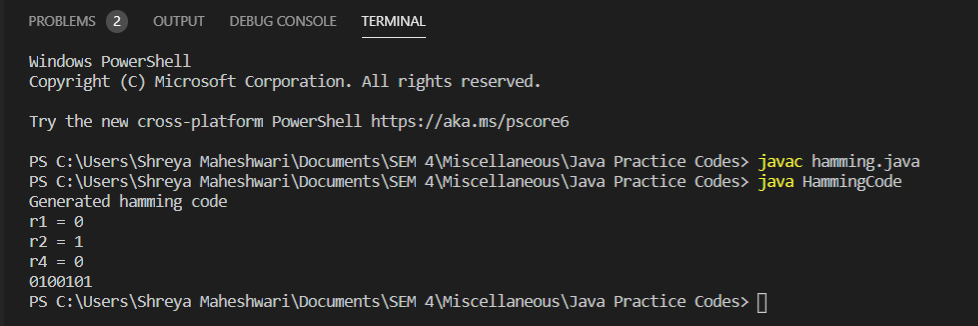 PROBLEMS 2 OUTPUT DEBUG CONSOLE TERMINAL
Windows PowerShell
Copyright (C) Microsoft Corporation. All rights reserved.
Try the new cross-platform PowerShell https://aka.ms/pscore6
PS C:\Users\Shreya Maheshwari\Documents\SEM 4\Miscellaneous\Java Practice Codes> javac hamming.java
PS C:\Users\Shreya Maheshwari\Documents\SEM 4\Miscellaneous\Java Practice Codes> java HammingCode
Generated hamming code
r1 = 0
r2 = 1
r4 = 0
0100101
PS C:\Users\Shreya Maheshwari\Documents\SEM 4\Miscellaneous\Java Practice Codes>